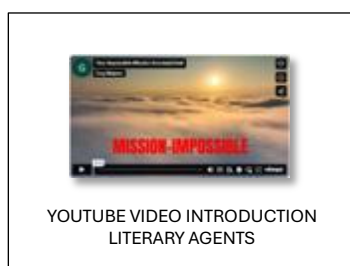 G
MISSION-IMPOSSIBLE
YOUTUBE VIDEO INTRODUCTION
LITERARY AGENTS